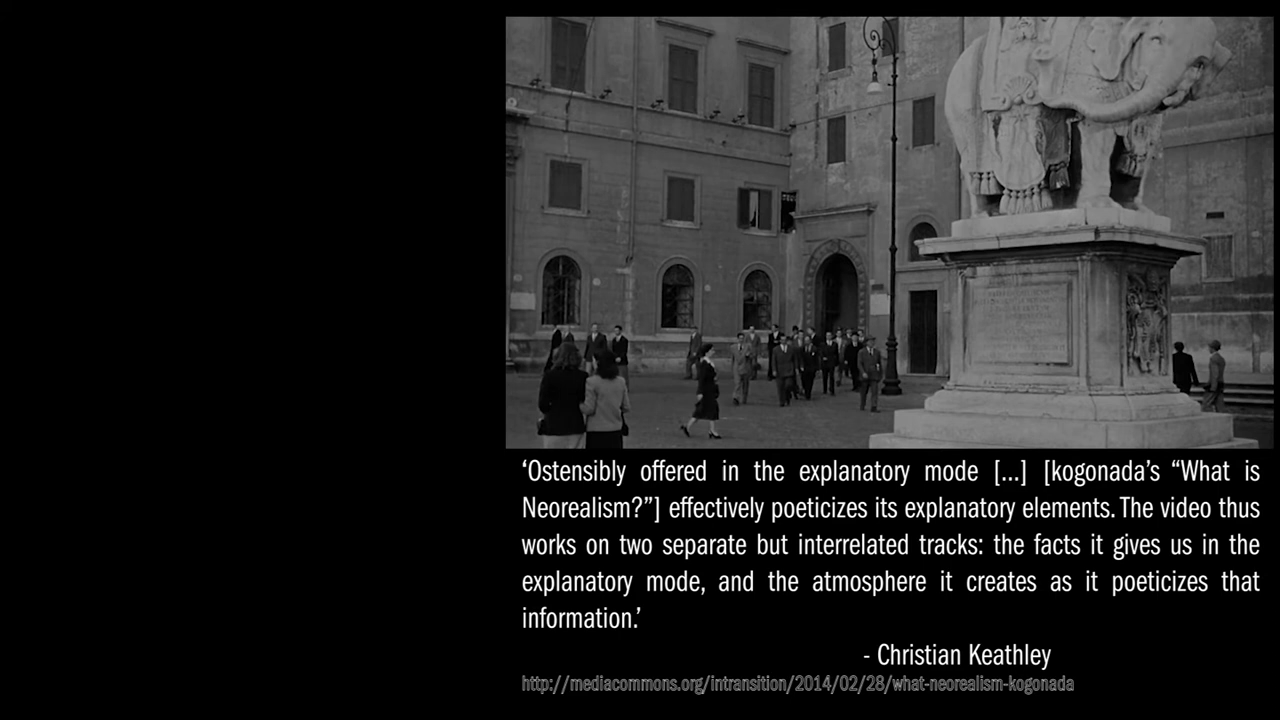 ‘Ostensibly offered in the explanatory mode [...] [kogonada’s “What is
Neorealism?”] effectively poeticizes its explanatory elements. The video thus
works on two separate but interrelated tracks: the facts it gives us in the
explanatory mode, and the atmosphere it creates as it poeticizes that
information.’
- Christian Keathley
http://mediacommons.org/intransition/2014/02/28/what-neorealism-kogonada